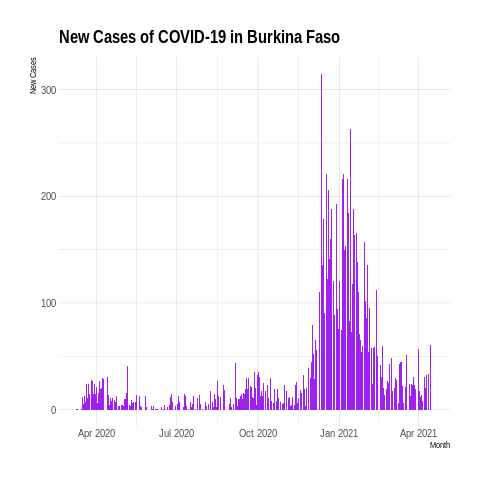 New Cases of COVID-19 in Burkina Faso
New Cases
300
200
100
0
Apr 2020 Jul 2020 Oct 2020 Jan 2021 Apr 2021
Month